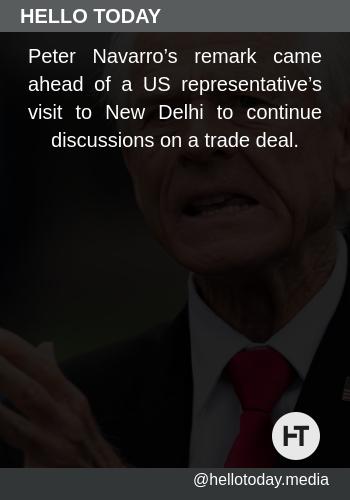 HELLO TODAY
Peter Navarro’s remark came
ahead of a US representative’s
visit to New Delhi to continue
discussions on a trade deal.
HT
@hellotoday.media